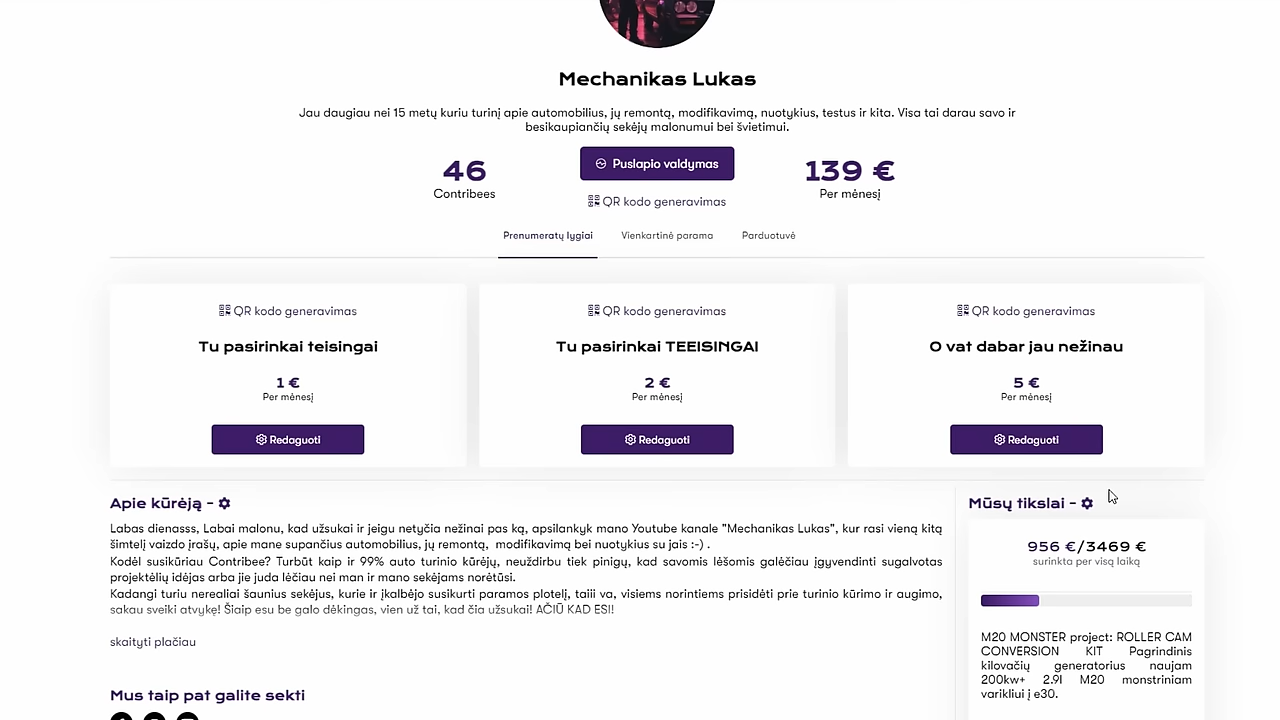 Mechanikas Lukas
Jau daugiau nei 15 metų kuriu turinį apie automobilius, jų remontą, modifikavimą, nuotykius, testus ir kita. Visa tai darau savo ir
besikaupiančių sekėjų malonumui bei švietimui.
46
Contribees
Puslapio valdymas
QR kodo generavimas
139 €
Per mėnesį
Prenumeratų lygiai
Vienkartinė parama
Parduotuvė
QR kodo generavimas
Tu pasirinkai teisingai
1 €
Per mėnesį
Redaguoti
QR kodo generavimas
Tu pasirinkai TEEISINGAI
2 €
Per mėnesį
Redaguoti
QR kodo generavimas
O vat dabar jau nežinau
5 €
Per mėnesį
Redaguoti
Apie kūrėją -
Labas dienasss, Labai malonu, kad užsukai ir jeigu netyčia nežinai pas ką, apsilankyk mano Youtube kanale "Mechanikas Lukas", kur rasi vieną kitą
šimtelį vaizdo įrašų, apie mane supančius automobilius, jų remontą, modifikavimą bei nuotykius su jais :-) .
Kodėl susikūriau Contribee? Turbūt kaip ir 99% auto turinio kūrėjų, neuždirbu tiek pinigų, kad savomis lėšomis galėčiau įgyvendinti sugalvotas
projektėlių idėjas arba jie juda lėčiau nei man ir mano sekėjams norėtūsi.
Kadangi turiu nerealiai šaunius sekėjus, kurie ir įkalbėjo susikurti paramos plotelį, taiii va, visiems norintiems prisidėti prie turinio kūrimo ir augimo,
sakau sveiki atvykę! Šiaip esu be galo dėkingas, vien už tai, kad čia užsukai! AČIŪ KAD ESI!
skaityti plačiau
Mus taip pat galite sekti
Mūsų tikslai -
956 €/3469 €
surinkta per visą laiką
M20 MONSTER project: ROLLER CAM
CONVERSION KIT Pagrindinis
kilovačių generatorius naujam
200kw+ 2.9l M20 monstriniam
varikliui į e30.